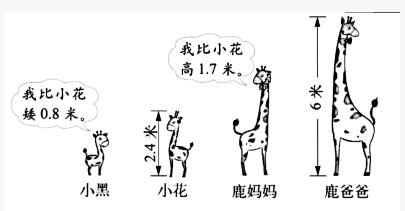 我比小花
矮0.8米。
我比小花
高1.7米。
2.4米
6米
小黑
小花
鹿妈妈
鹿爸爸